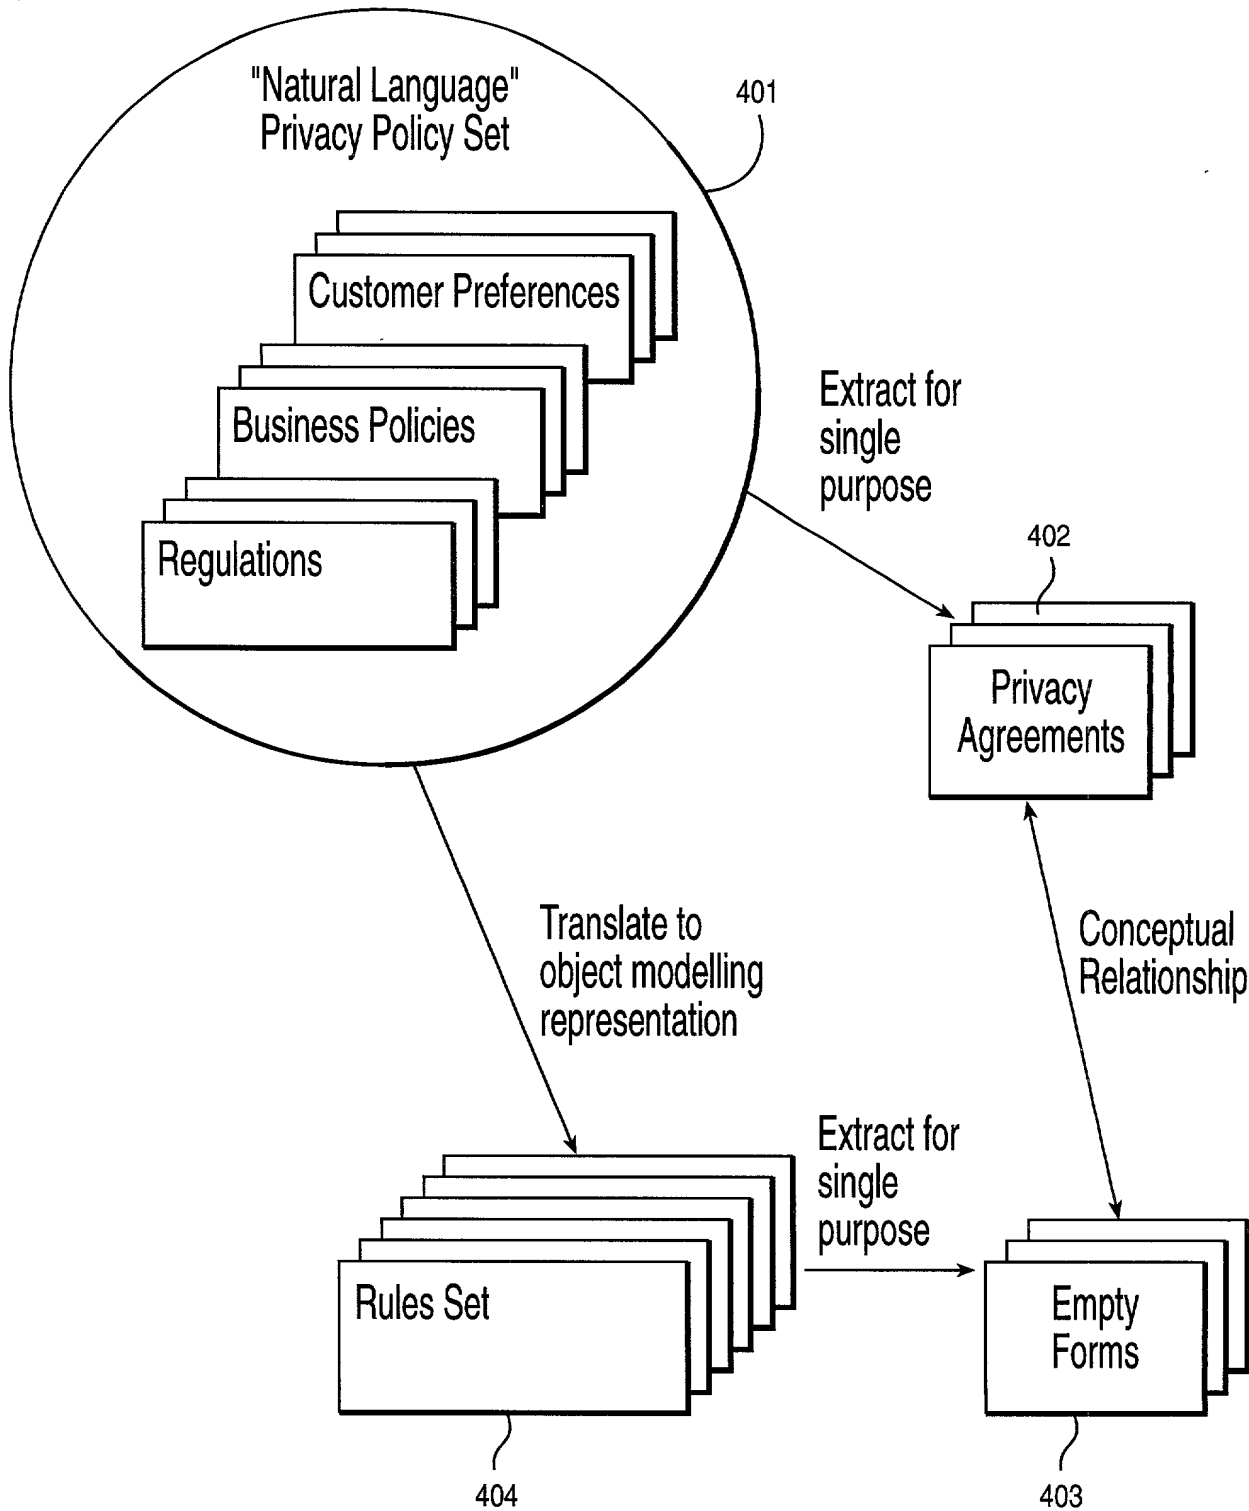 "Natural Language"
Privacy Policy Set
401
Customer Preferences
Business Policies
Regulations
Extract for
single
purpose
402
Privacy
Agreements
Translate to
object modelling
representation
Conceptual
Relationship
Extract for
single
purpose
Rules Set
Empty
Forms
404
403